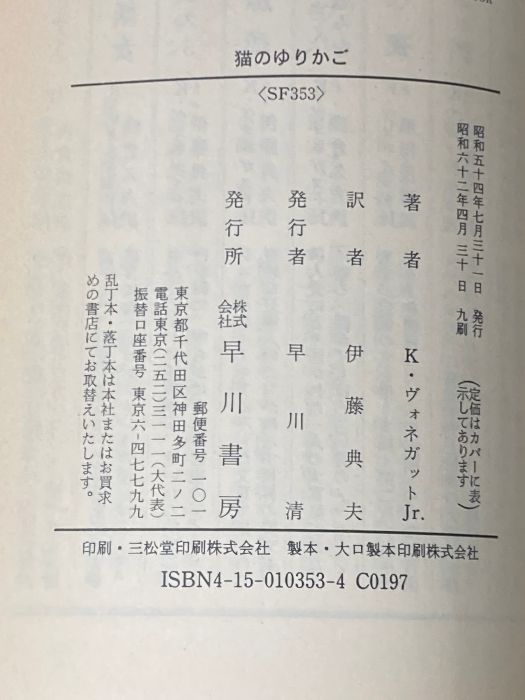 猫のゆりかご
〈SF353〉
昭和五十四年七月三十一日 発行
昭和六十二年四月三十日 九刷
(定価はカバーに表
示してあります)
著者 K・ヴォネガットJr.
訳者 伊藤典夫
発行者 早川清
発行所 株式会社 早川書房
郵便番号 一〇一
東京都千代田区神田多町二ノ二
電話東京(二五二)三一一一(大代表)
振替口座番号 東京六―四七七九九
乱丁本・落丁本は本社またはお買求
めの書店にてお取替えいたします。
印刷・三松堂印刷株式会社 製本・大口製本印刷株式会社
ISBN4-15-010353-4 C0197